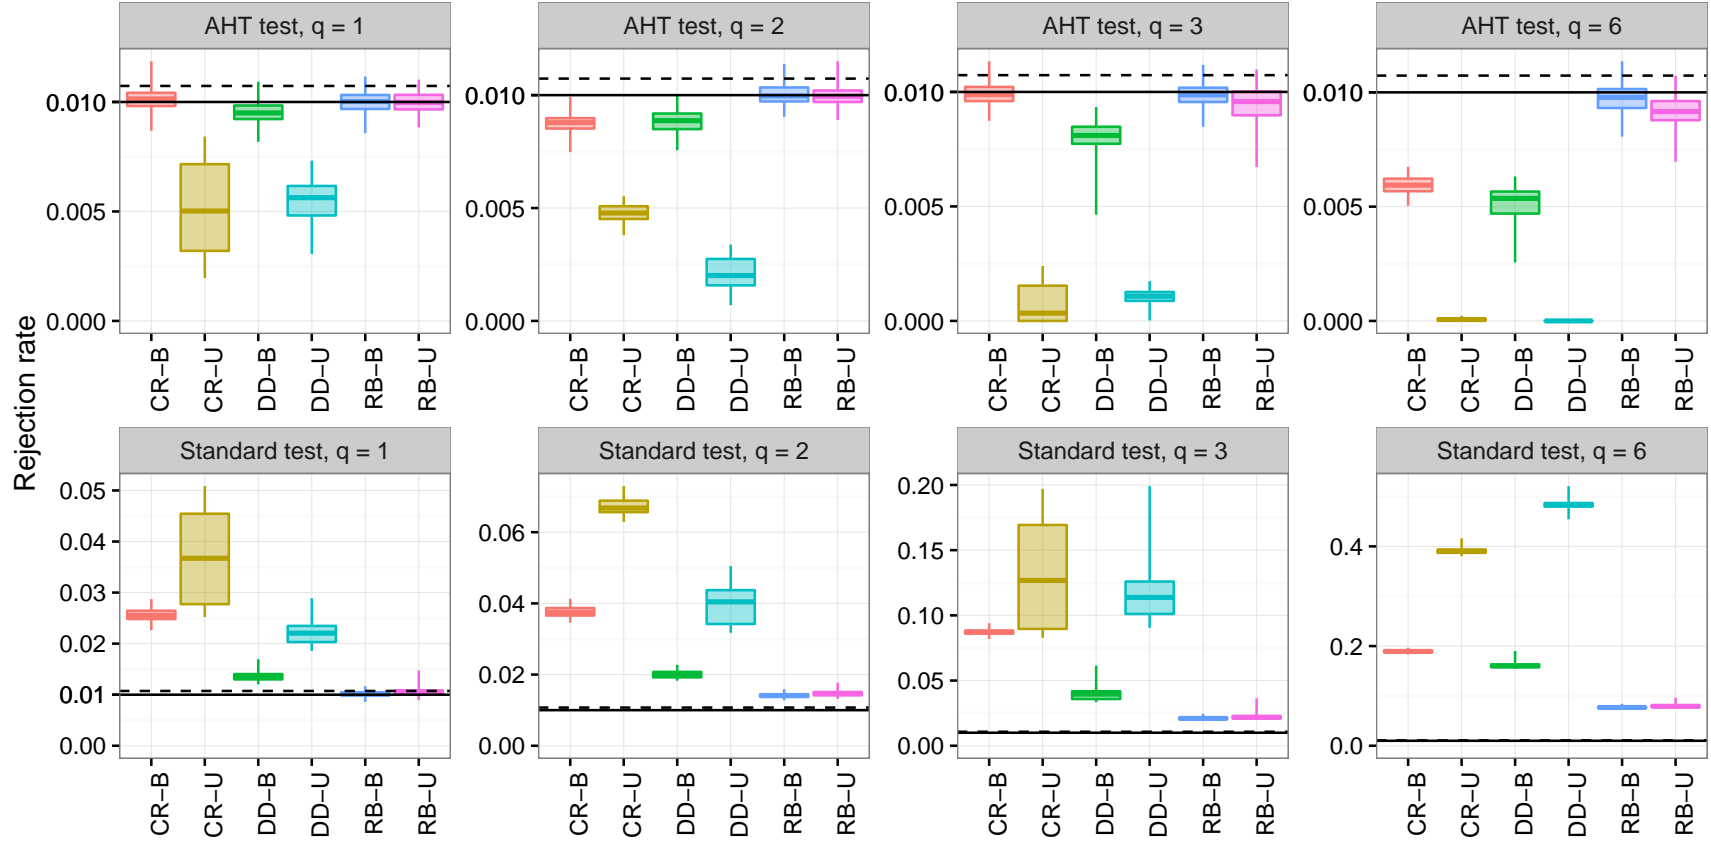 AHT test, q = 1
AHT test, q = 2
AHT test, q = 3
AHT test, q = 6
0.010
0.005
0.000
0.010
0.005
0.000
0.010
0.005
0.000
0.010
0.005
0.000
CR−B
CR−U
DD−B
DD−U
RB−B
RB−U
CR−B
CR−U
DD−B
DD−U
RB−B
RB−U
CR−B
CR−U
DD−B
DD−U
RB−B
RB−U
CR−B
CR−U
DD−B
DD−U
RB−B
RB−U
Rejection rate
Standard test, q = 1
Standard test, q = 2
Standard test, q = 3
Standard test, q = 6
0.05
0.04
0.03
0.02
0.01
0.00
0.06
0.04
0.02
0.00
0.20
0.15
0.10
0.05
0.00
0.4
0.2
0.0
CR−B
CR−U
DD−B
DD−U
RB−B
RB−U
CR−B
CR−U
DD−B
DD−U
RB−B
RB−U
CR−B
CR−U
DD−B
DD−U
RB−B
RB−U
CR−B
CR−U
DD−B
DD−U
RB−B
RB−U